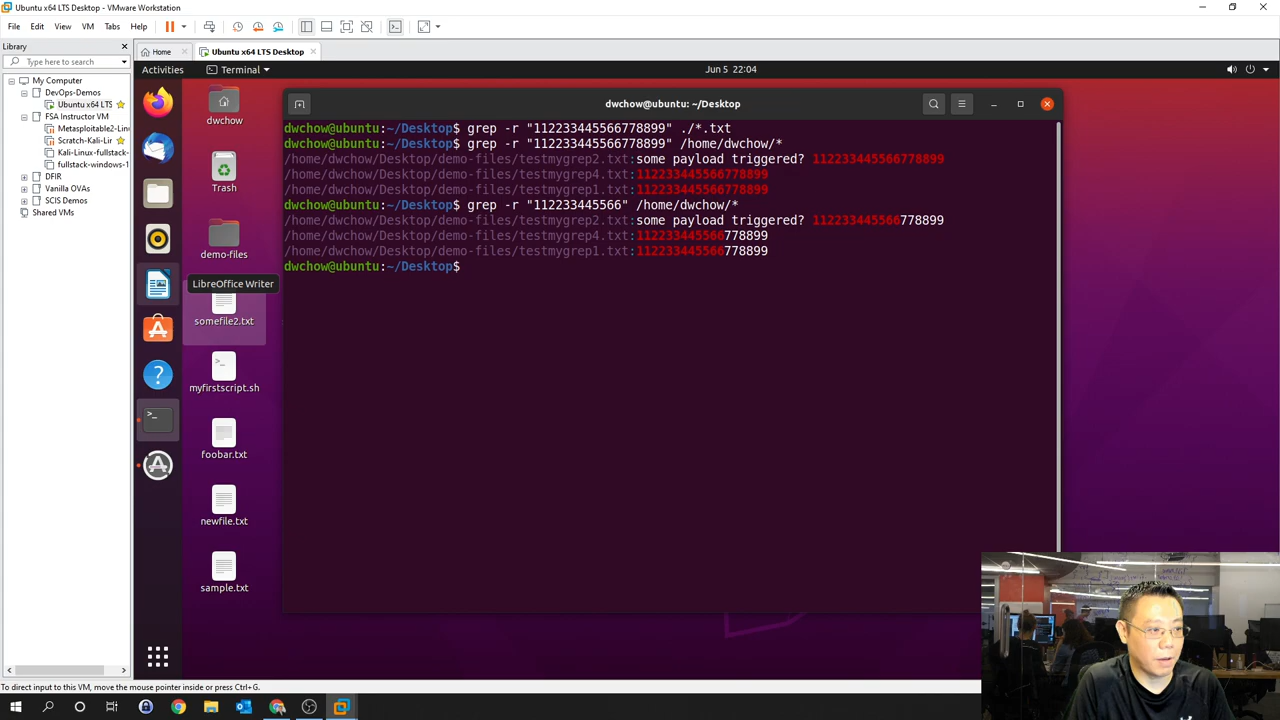 Ubuntu x64 LTS Desktop - VMware Workstation
File Edit View VM Tabs Help
Library
Type here to search
My Computer
DevOps-Demos
Ubuntu x64 LTS
FSA Instructor VM
Metasploitable2-Lin
Scratch-Kali-Lir
Kali-Linux-fullstack-
fullstack-windows-1
DFIR
Vanilla OVAs
SCIS Demos
Shared VMs
Home
Ubuntu x64 LTS Desktop
Activities
Terminal
Jun 5 22:04
dwchow
Trash
demo-files
LibreOffice Writer
somefile2.txt
myfirstscript.sh
foobar.txt
newfile.txt
sample.txt
dwchow@ubuntu: ~/Desktop
dwchow@ubuntu:~/Desktop$ grep -r "112233445566778899" ./*.txt
dwchow@ubuntu:~/Desktop$ grep -r "112233445566778899" /home/dwchow/*
/home/dwchow/Desktop/demo-files/testmygrep2.txt:some payload triggered? 112233445566778899
/home/dwchow/Desktop/demo-files/testmygrep4.txt:112233445566778899
/home/dwchow/Desktop/demo-files/testmygrep1.txt:112233445566778899
dwchow@ubuntu:~/Desktop$ grep -r "112233445566" /home/dwchow/*
/home/dwchow/Desktop/demo-files/testmygrep2.txt:some payload triggered? 112233445566778899
/home/dwchow/Desktop/demo-files/testmygrep4.txt:112233445566778899
/home/dwchow/Desktop/demo-files/testmygrep1.txt:112233445566778899
dwchow@ubuntu:~/Desktop$
To direct input to this VM, move the mouse pointer inside or press Ctrl+G.